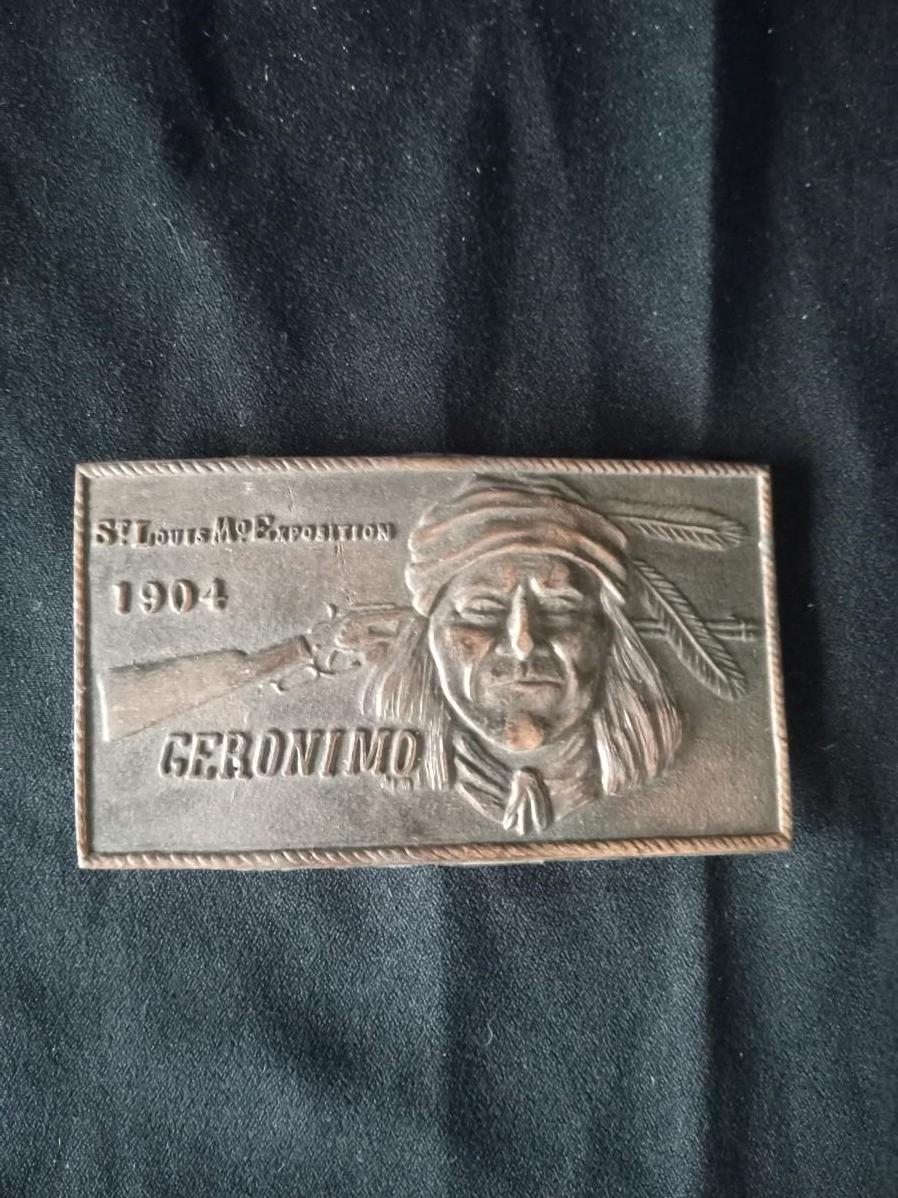 St. Louis Mo Exposition
1904
GERONIMO